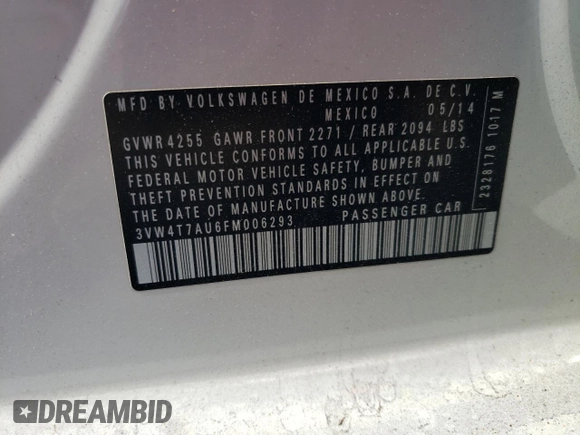 MFD BY VOLKSWAGEN DE MEXICO S.A. DE C.V.
MEXICO 05/14
GVWR 4255 GAWR FRONT 2271 / REAR 2094 LBS
THIS VEHICLE CONFORMS TO ALL APPLICABLE U.S.
FEDERAL MOTOR VEHICLE SAFETY, BUMPER AND
THEFT PREVENTION STANDARDS IN EFFECT ON
THE DATE OF MANUFACTURE SHOWN ABOVE.
3VW4T7AU6FM006293 PASSENGER CAR
2328176 10-17 M
DREAMBID